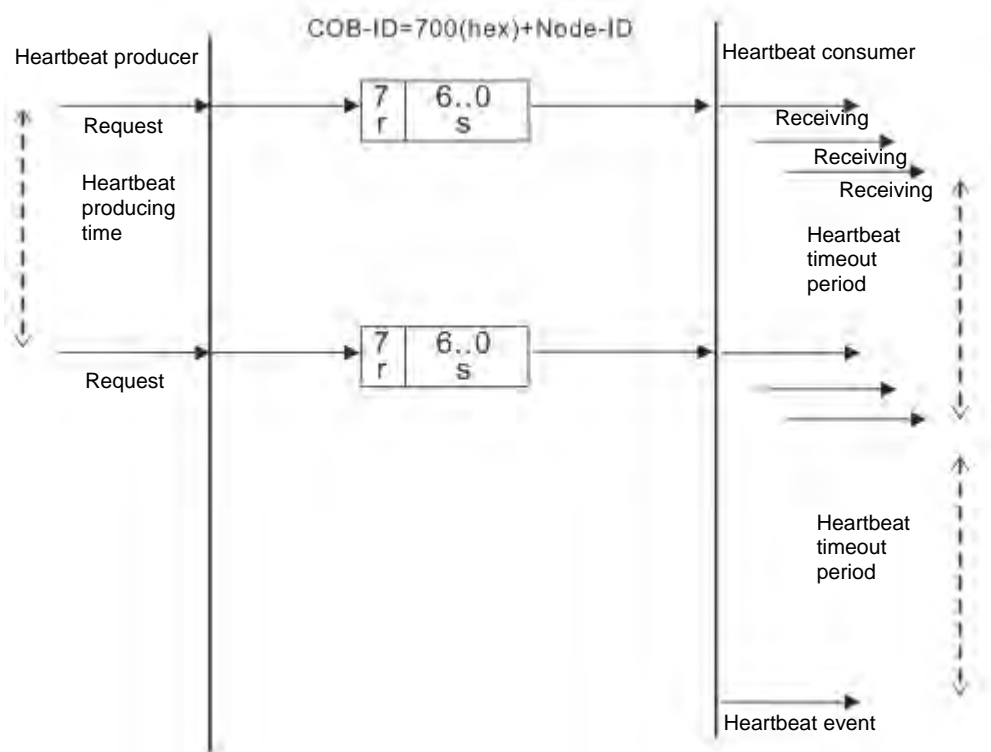 COB-ID=700(hex)+Node-ID
Heartbeat producer
Heartbeat consumer
7 6..0
r s
Request
Receiving
Receiving
Receiving
Heartbeat
producing
time
Heartbeat
timeout
period
7 6..0
r s
Request
Heartbeat
timeout
period
Heartbeat event